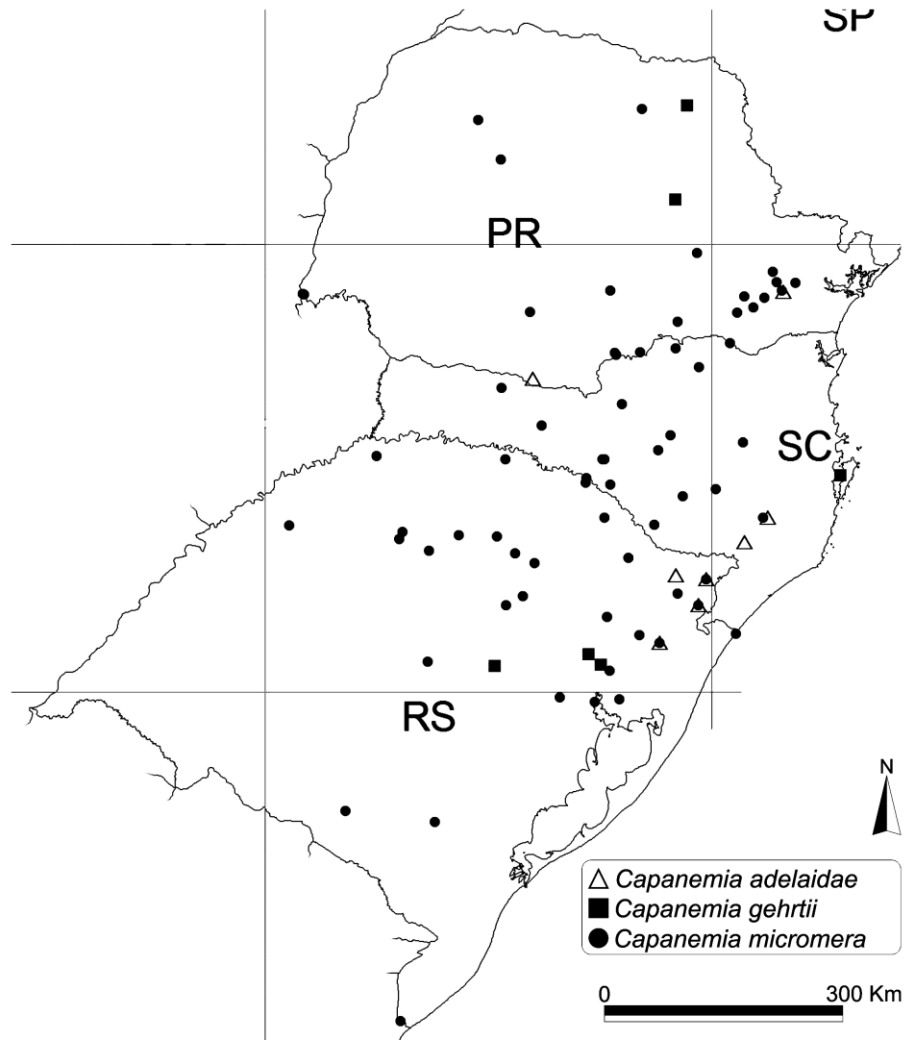 SP
PR
SC
RS
N
Capanemia adelaidae
Capanemia gehrtii
Capanemia micromera
0 300 Km